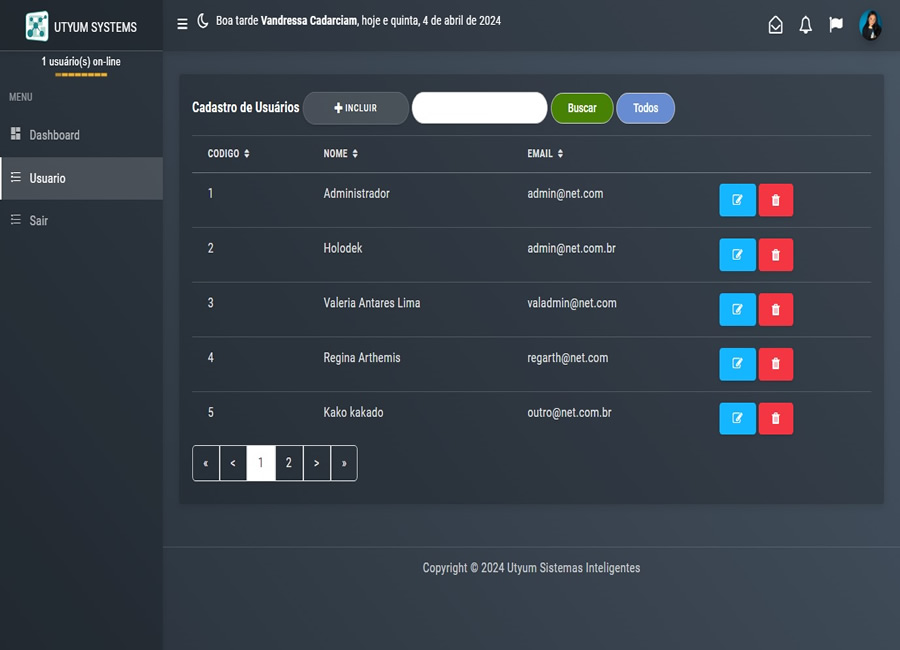 UTYUM SYSTEMS
Boa tarde Vandressa Cadarciam, hoje e quinta, 4 de abril de 2024
1 usuário(s) on-line
MENU
Dashboard
Usuario
Sair
Cadastro de Usuários INCLUIR Buscar Todos
CODIGO NOME EMAIL
1 Administrador admin@net.com
2 Holodek admin@net.com.br
3 Valeria Antares Lima valadmin@net.com
4 Regina Arthemis regarth@net.com
5 Kako kakado outro@net.com.br
« < 1 2 > »
Copyright © 2024 Utyum Sistemas Inteligentes